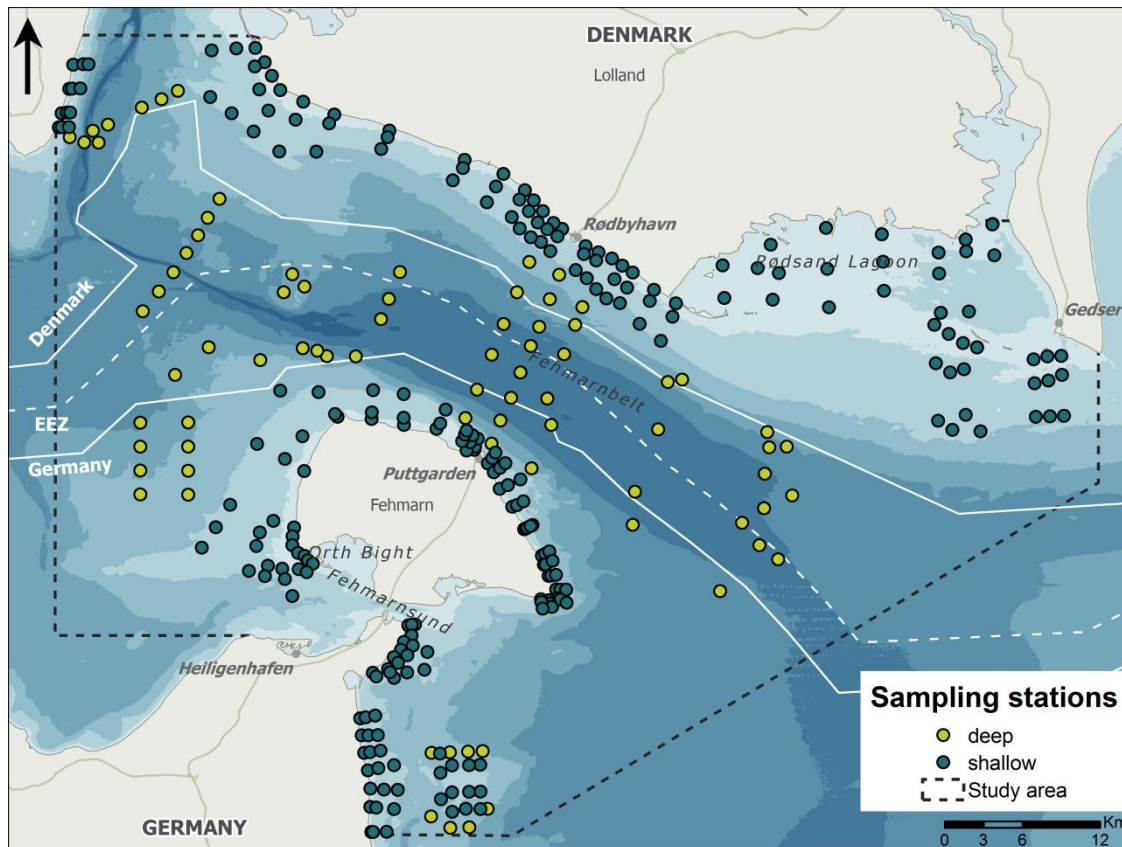 DENMARK
Lolland
Rødbyhavn
Rødsand Lagoon
Gedser
Denmark
Fehmarnbelt
EEZ
Germany
Puttgarden
Fehmarn
Orth Bight
Fehmarnsund
Heiligenhafen
GERMANY
Sampling stations
deep
shallow
Study area
Km
0 3 6 12